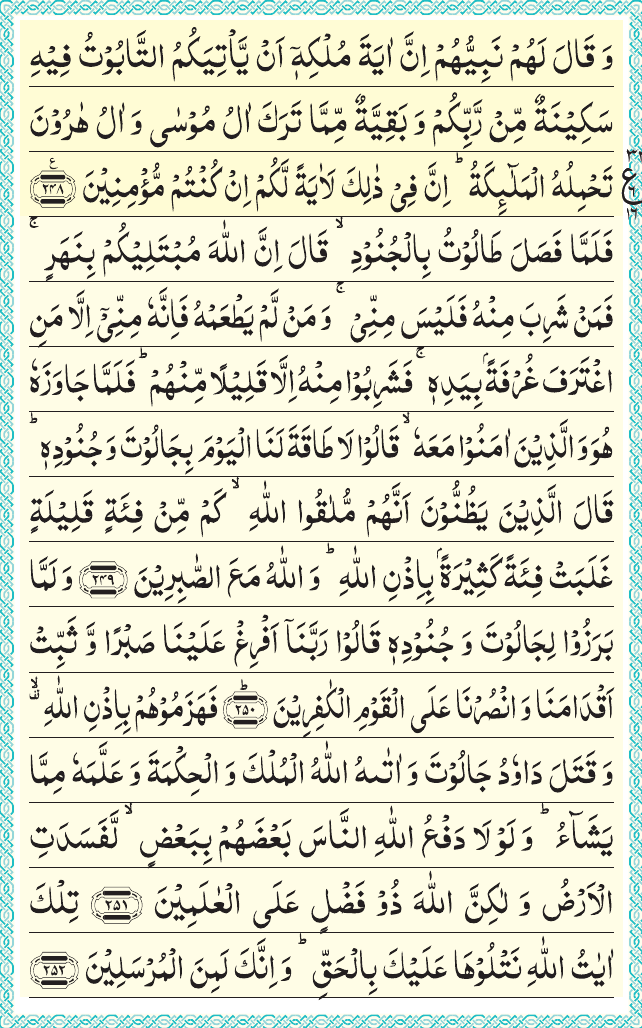 وَ قَالَ لَهُمۡ نَبِيُّهُمۡ اِنَّ اٰيَةَ مُلۡكِهٖۤ اَنۡ يَّاۡتِيَكُمُ التَّابُوۡتُ فِيۡهِ
سَكِيۡنَةٌ مِّنۡ رَّبِّكُمۡ وَ بَقِيَّةٌ مِّمَّا تَرَكَ اٰلُ مُوۡسٰى وَ اٰلُ هٰرُوۡنَ
تَحۡمِلُهُ الۡمَلٰٓئِكَةُ ؕ اِنَّ فِىۡ ذٰلِكَ لَاٰيَةً لَّكُمۡ اِنۡ كُنۡتُمۡ مُّؤۡمِنِيۡنَ ﴿۲۴۸﴾
فَلَمَّا فَصَلَ طَالُوۡتُ بِالۡجُنُوۡدِ ۙ قَالَ اِنَّ اللّٰهَ مُبۡتَلِيۡكُمۡ بِنَهَرٍ ۚ
فَمَنۡ شَرِبَ مِنۡهُ فَلَيۡسَ مِنِّىۡ ۚ وَ مَنۡ لَّمۡ يَطۡعَمۡهُ فَاِنَّهٗ مِنِّىۡۤ اِلَّا مَنِ
اغۡتَرَفَ غُرۡفَةًۢ بِيَدِهٖ ۚ فَشَرِبُوۡا مِنۡهُ اِلَّا قَلِيۡلًا مِّنۡهُمۡ ؕ فَلَمَّا جَاوَزَهٗ
هُوَ وَ الَّذِيۡنَ اٰمَنُوۡا مَعَهٗ ۙ قَالُوۡا لَا طَاقَةَ لَنَا الۡيَوۡمَ بِجَالُوۡتَ وَ جُنُوۡدِهٖ ؕ
قَالَ الَّذِيۡنَ يَظُنُّوۡنَ اَنَّهُمۡ مُّلٰقُوا اللّٰهِ ۙ كَمۡ مِّنۡ فِئَةٍ قَلِيۡلَةٍ
غَلَبَتۡ فِئَةً كَثِيۡرَةًۢ بِاِذۡنِ اللّٰهِ ؕ وَ اللّٰهُ مَعَ الصّٰبِرِيۡنَ ﴿۲۴۹﴾ وَ لَمَّا
بَرَزُوۡا لِجَالُوۡتَ وَ جُنُوۡدِهٖ قَالُوۡا رَبَّنَاۤ اَفۡرِغۡ عَلَيۡنَا صَبۡرًا وَّ ثَبِّتۡ
اَقۡدَامَنَا وَ انۡصُرۡنَا عَلَى الۡقَوۡمِ الۡكٰفِرِيۡنَ ؕ﴿۲۵۰﴾ فَهَزَمُوۡهُمۡ بِاِذۡنِ اللّٰهِ ۟ۙ
وَ قَتَلَ دَاوٗدُ جَالُوۡتَ وَ اٰتٰٮهُ اللّٰهُ الۡمُلۡكَ وَ الۡحِكۡمَةَ وَ عَلَّمَهٗ مِمَّا
يَشَآءُ ؕ وَ لَوۡ لَا دَفۡعُ اللّٰهِ النَّاسَ بَعۡضَهُمۡ بِبَعۡضٍ ۙ لَّفَسَدَتِ
الۡاَرۡضُ وَ لٰكِنَّ اللّٰهَ ذُوۡ فَضۡلٍ عَلَى الۡعٰلَمِيۡنَ ﴿۲۵۱﴾ تِلۡكَ
اٰيٰتُ اللّٰهِ نَتۡلُوۡهَا عَلَيۡكَ بِالۡحَقِّ ؕ وَ اِنَّكَ لَمِنَ الۡمُرۡسَلِيۡنَ ﴿۲۵۲﴾